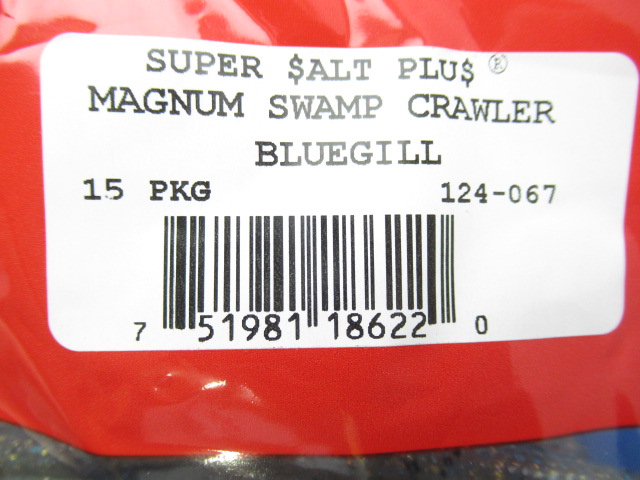 SUPER $ALT PLU$®
MAGNUM SWAMP CRAWLER
BLUEGILL
15 PKG 124-067
7 51981 18622 0